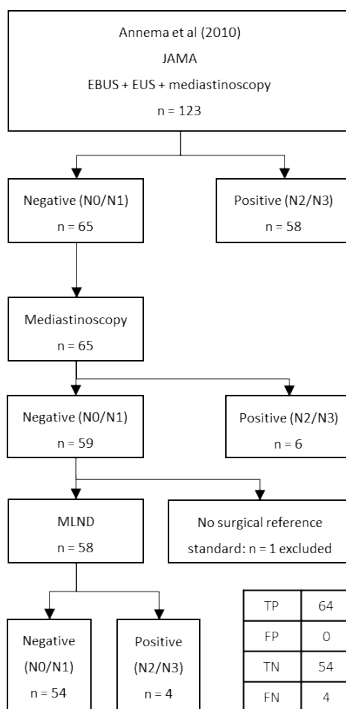 Annema et al (2010)
JAMA
EBUS + EUS + mediastinoscopy
n = 123
Negative (N0/N1)
n = 65
Positive (N2/N3)
n = 58
Mediastinoscopy
n = 65
Negative (N0/N1)
n = 59
Positive (N2/N3)
n = 6
MLND
n = 58
No surgical reference
standard: n = 1 excluded
Negative
(N0/N1)
n = 54
Positive
(N2/N3)
n = 4
TP 64
FP 0
TN 54
FN 4